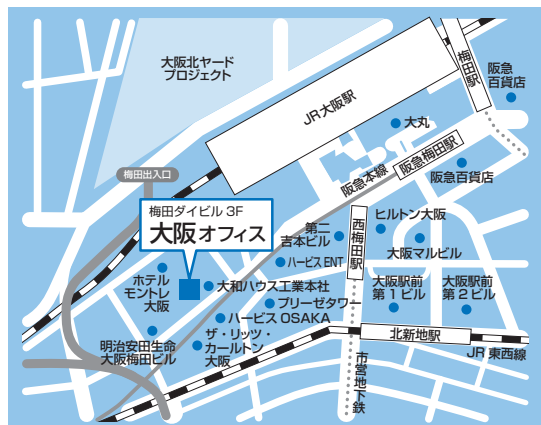 大阪北ヤード
プロジェクト
JR大阪駅
梅田駅
阪急
百貨店
大丸
阪急梅田駅
阪急本線
阪急百貨店
梅田出入口
梅田ダイビル 3F
大阪オフィス
第二
吉本ビル
西梅田駅
ヒルトン大阪
大阪マルビル
ハービス ENT
ホテル
モントレ
大阪
大和ハウス工業本社
ブリーゼタワー
大阪駅前
第1ビル
大阪駅前
第2ビル
ハービス OSAKA
明治安田生命
大阪梅田ビル
ザ・リッツ・
カールトン
大阪
北新地駅
JR 東西線
市営地下鉄